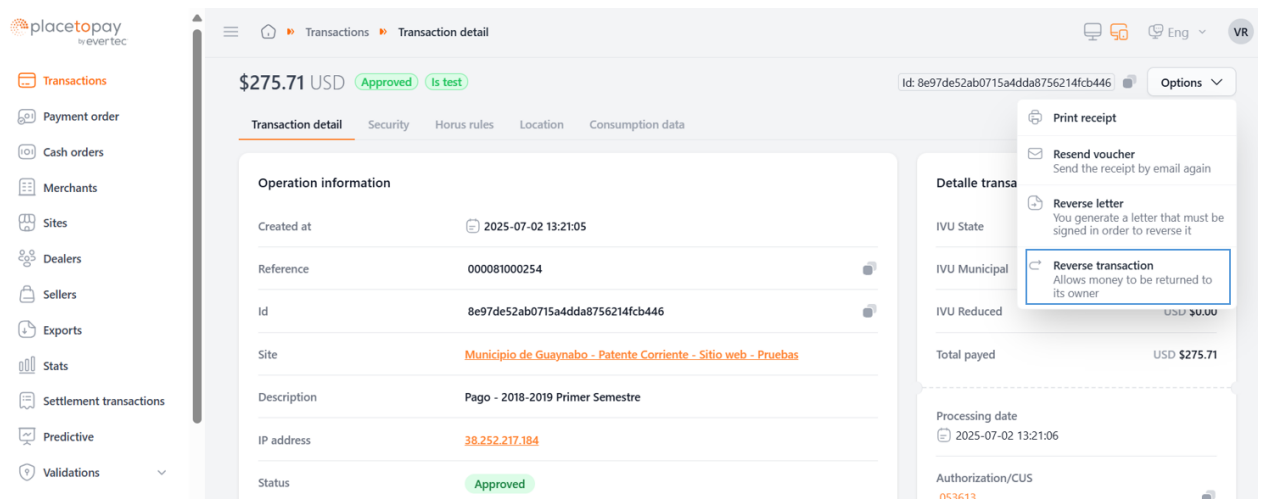 placetopay
by evertec
Transactions
Payment order
Cash orders
Merchants
Sites
Dealers
Sellers
Exports
Stats
Settlement transactions
Predictive
Validations
Transactions Transaction detail
Eng
VR
$275.71 USD Approved Is test
Id: 8e97de52ab0715a4dda8756214fcb446
Options
Transaction detail Security Horus rules Location Consumption data
Print receipt
Resend voucher
Send the receipt by email again
Reverse letter
You generate a letter that must be
signed in order to reverse it
Reverse transaction
Allows money to be returned to
its owner
Operation information
Created at 2025-07-02 13:21:05
Reference 000081000254
Id 8e97de52ab0715a4dda8756214fcb446
Site Municipio de Guaynabo - Patente Corriente - Sitio web - Pruebas
Description Pago - 2018-2019 Primer Semestre
IP address 38.252.217.184
Status Approved
Detalle transa
IVU State
IVU Municipal
IVU Reduced USD $0.00
Total payed USD $275.71
Processing date
2025-07-02 13:21:06
Authorization/CUS
053613